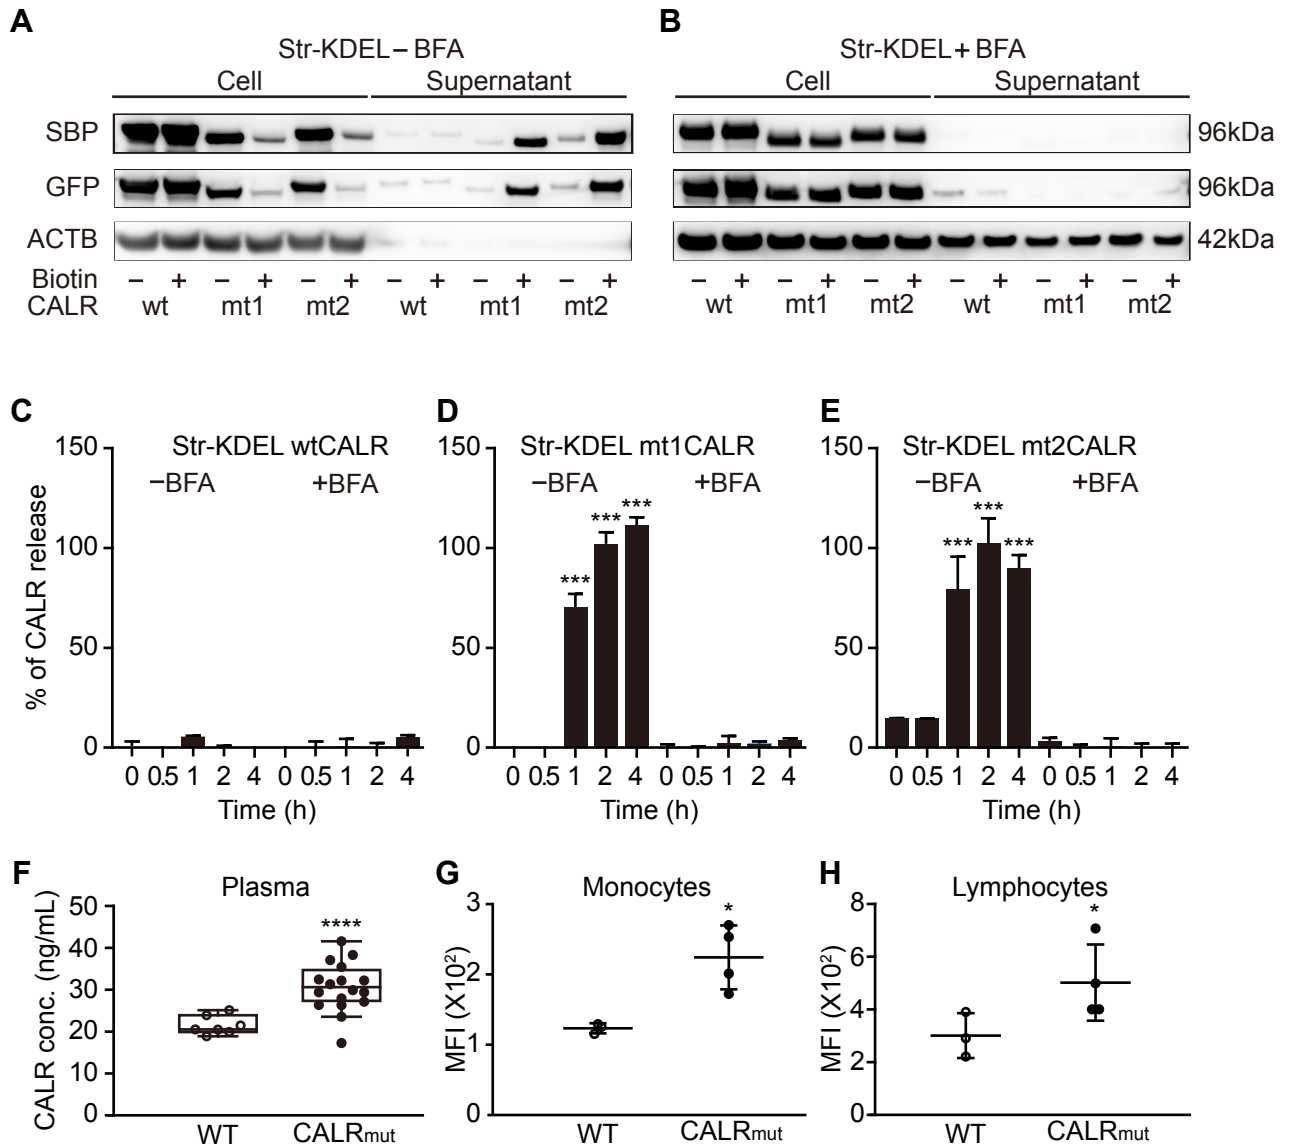 A
Str-KDEL – BFA
Cell Supernatant
SBP
GFP
ACTB
Biotin – + – + – + – + – + – +
CALR wt mt1 mt2 wt mt1 mt2
B
Str-KDEL + BFA
Cell Supernatant
96kDa
96kDa
42kDa
– + – + – + – + – + – +
wt mt1 mt2 wt mt1 mt2
C
Str-KDEL wtCALR
–BFA +BFA
% of CALR release
150
100
50
0
0 0.5 1 2 4 0 0.5 1 2 4
Time (h)
D
Str-KDEL mt1CALR
–BFA +BFA
150
100
50
0
*** *** ***
0 0.5 1 2 4 0 0.5 1 2 4
Time (h)
E
Str-KDEL mt2CALR
–BFA +BFA
150
100
50
0
*** *** ***
0 0.5 1 2 4 0 0.5 1 2 4
Time (h)
F
Plasma
CALR conc. (ng/mL)
50
40
30
20
10
0
****
WT CALRmut
G
Monocytes
MFI (X10²)
3
2
1
0
*
WT CALRmut
H
Lymphocytes
MFI (X10²)
8
6
4
2
0
*
WT CALRmut